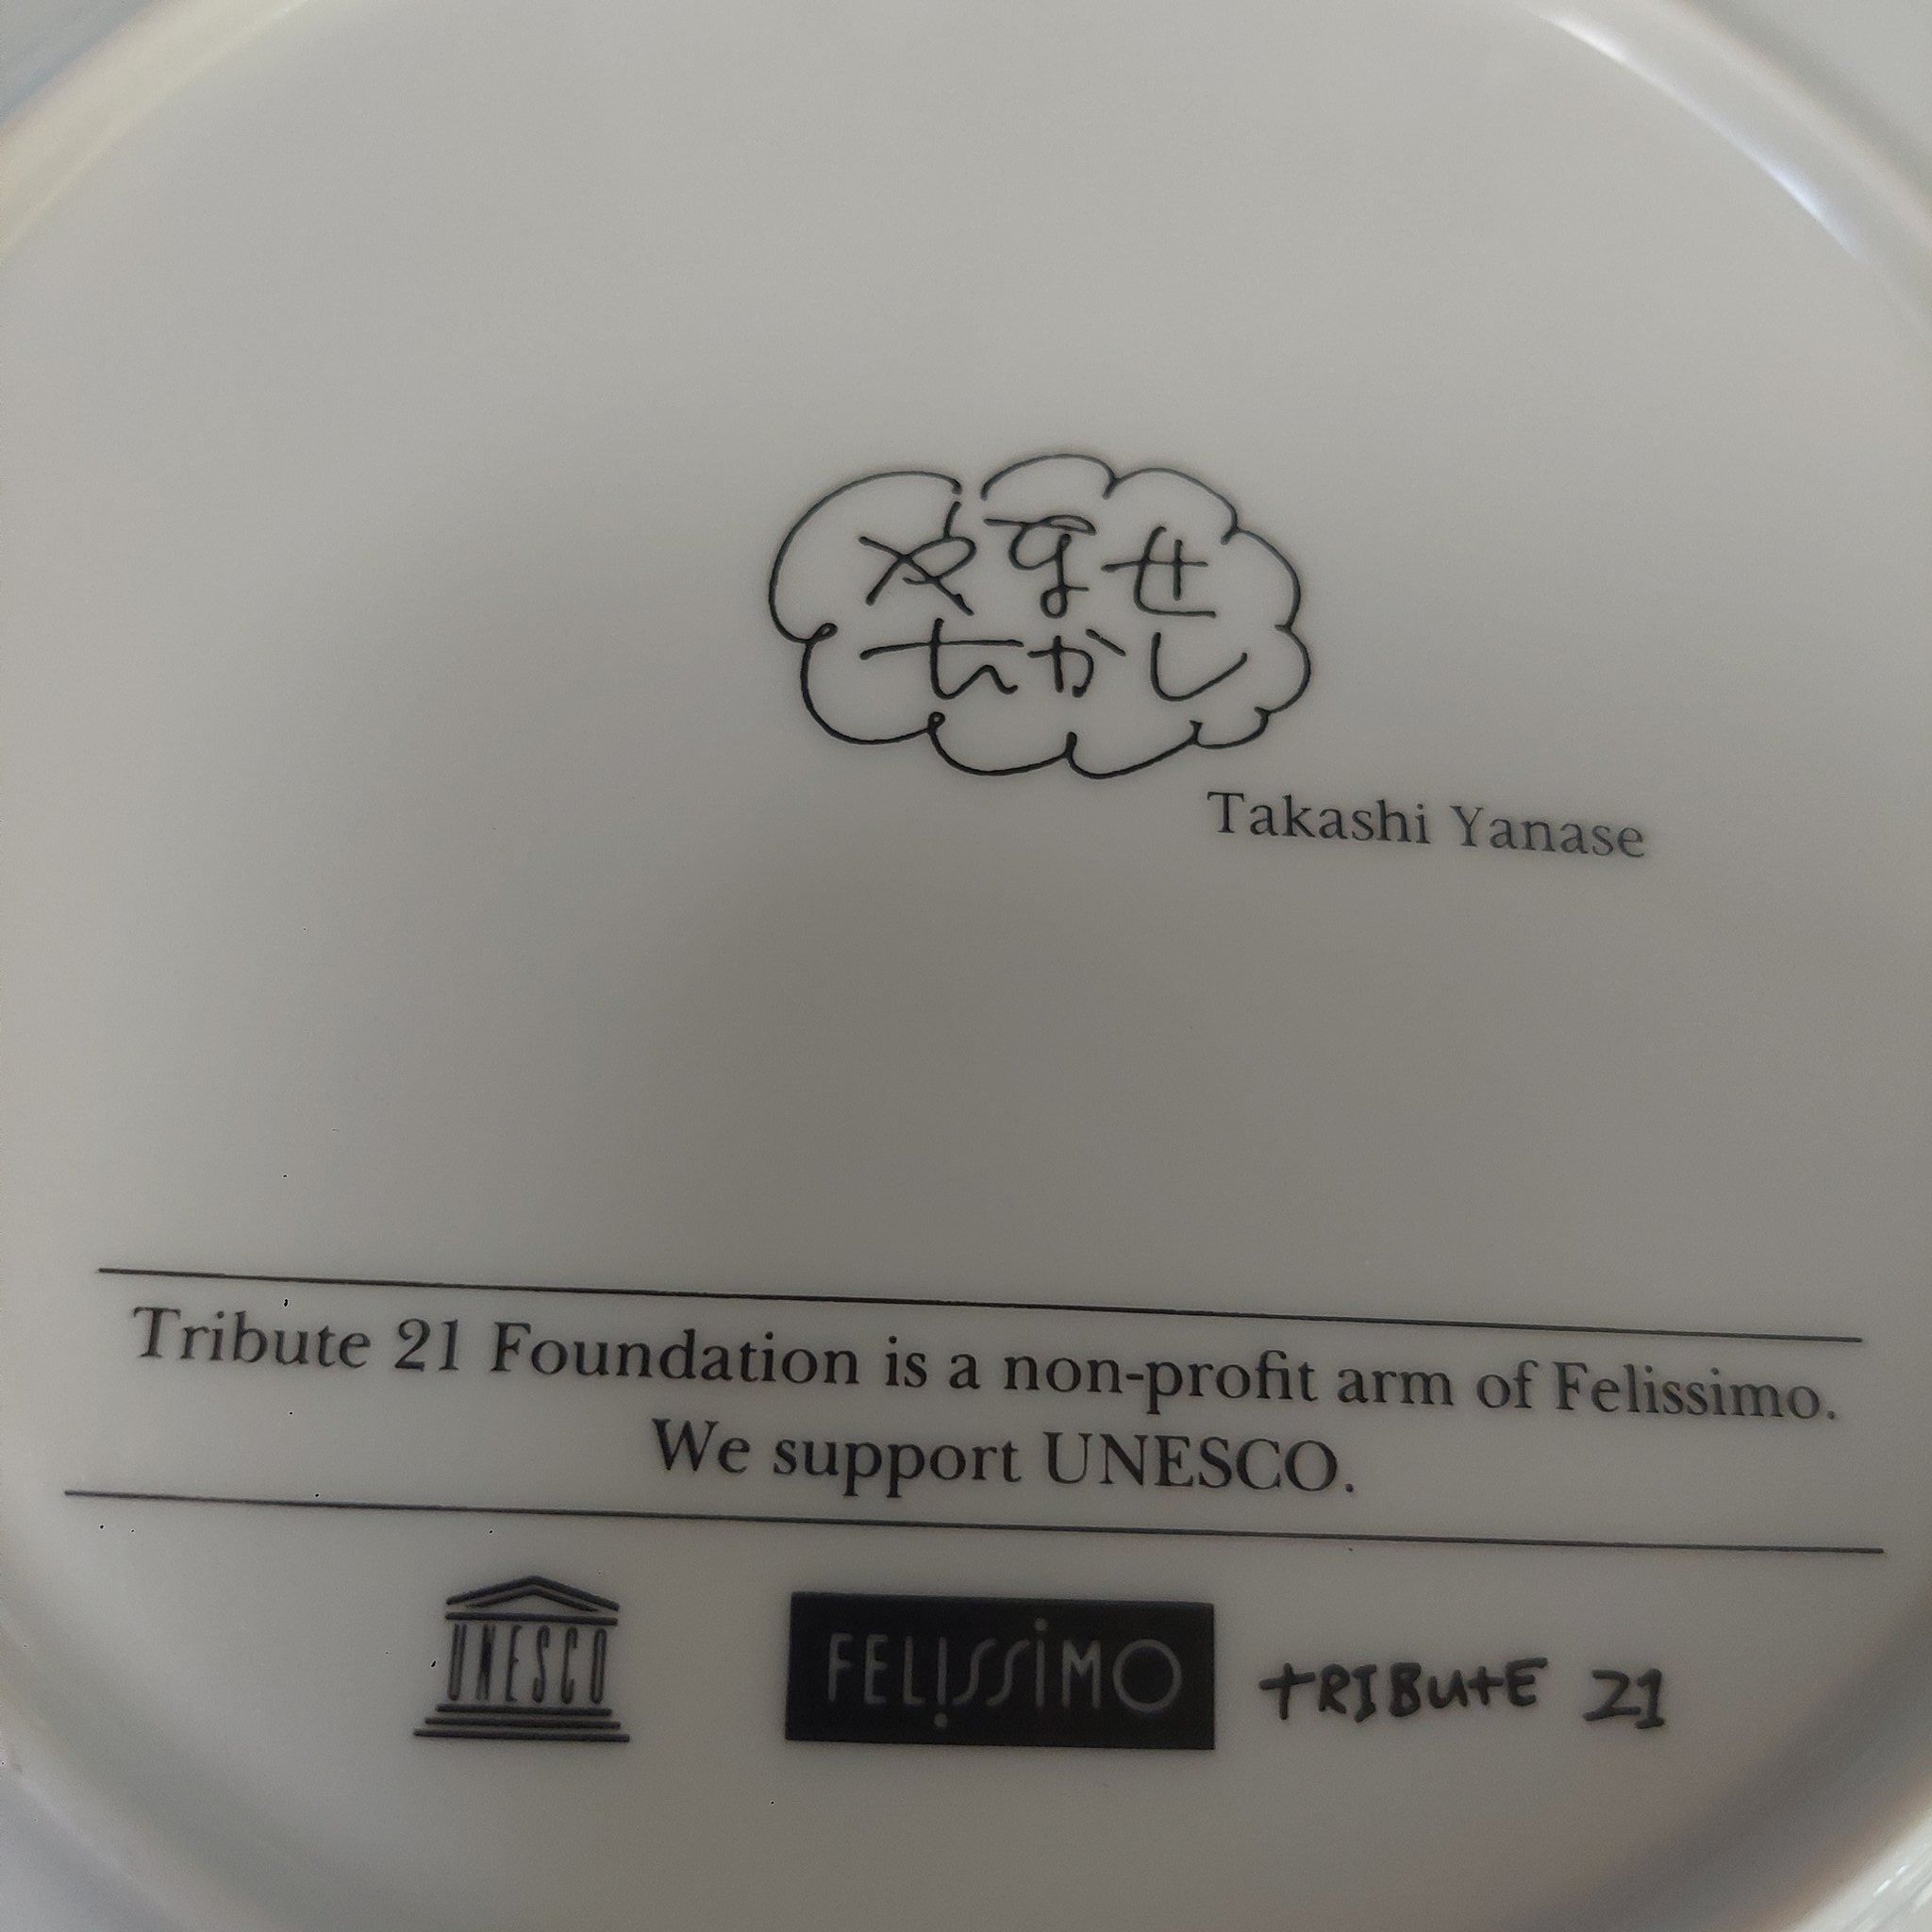 やなせ
たかし
Takashi Yanase
Tribute 21 Foundation is a non-profit arm of Felissimo.
We support UNESCO.
UNESCO
FELISSIMO
tRIBUtE 21